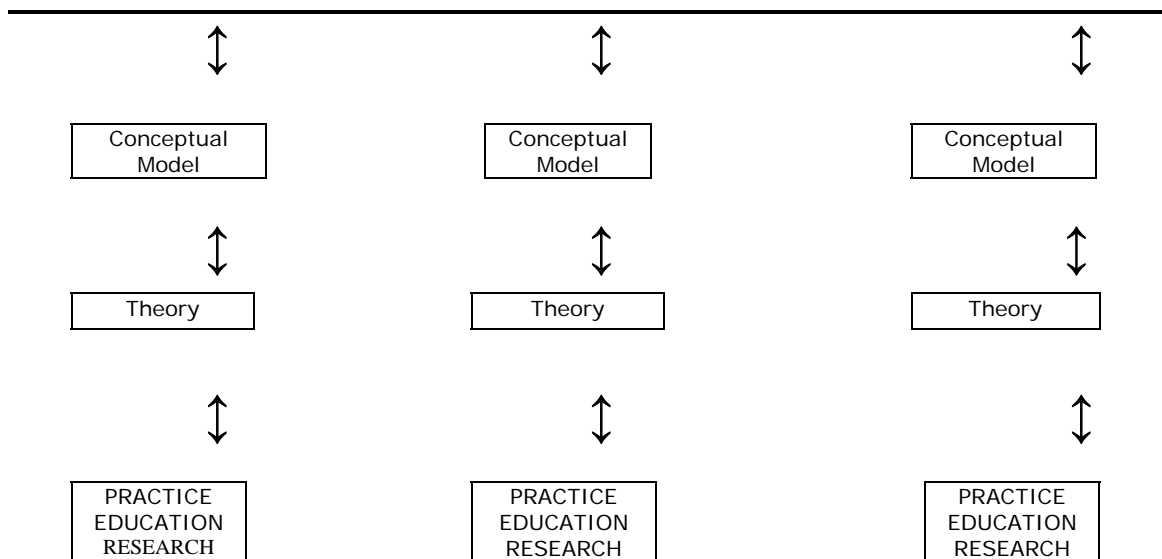 Conceptual
Model
Conceptual
Model
Conceptual
Model
Theory
Theory
Theory
PRACTICE
EDUCATION
RESEARCH
PRACTICE
EDUCATION
RESEARCH
PRACTICE
EDUCATION
RESEARCH